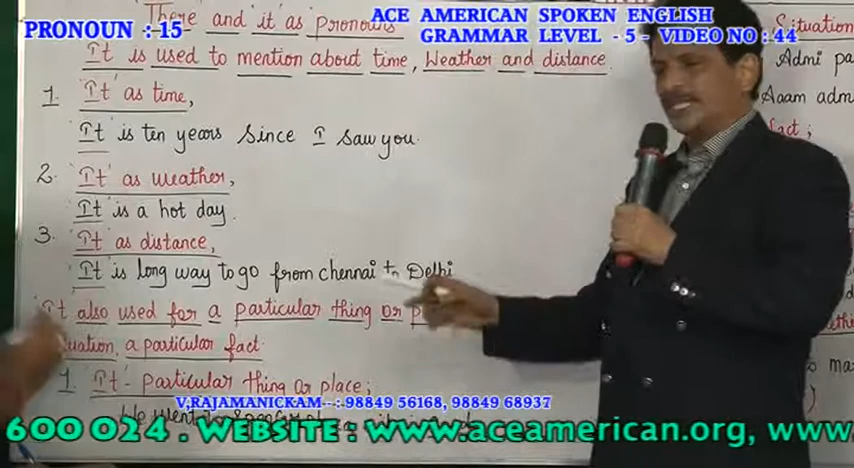 ACE AMERICAN SPOKEN ENGLISH
PRONOUN : 15
GRAMMAR LEVEL - 5 - VIDEO NO : 44
'There' and 'it' as 'pronouns'
'It' is used to mention about time, Weather and distance.
1. 'It' as time,
'It' is ten years since I saw you.
2. 'It' as weather,
'It' is a hot day.
3. 'It' as distance,
'It' is long way to go from chennai to Delhi
'It' also used for a particular thing or
a particular fact
1. 'It' - particular thing or place;
He went
Situation
Admi
Aoam adm
fact;
V,RAJAMANICKAM --: 98849 56168, 98849 68937
600 024 . WEBSITE : www.aceamerican.org, www.